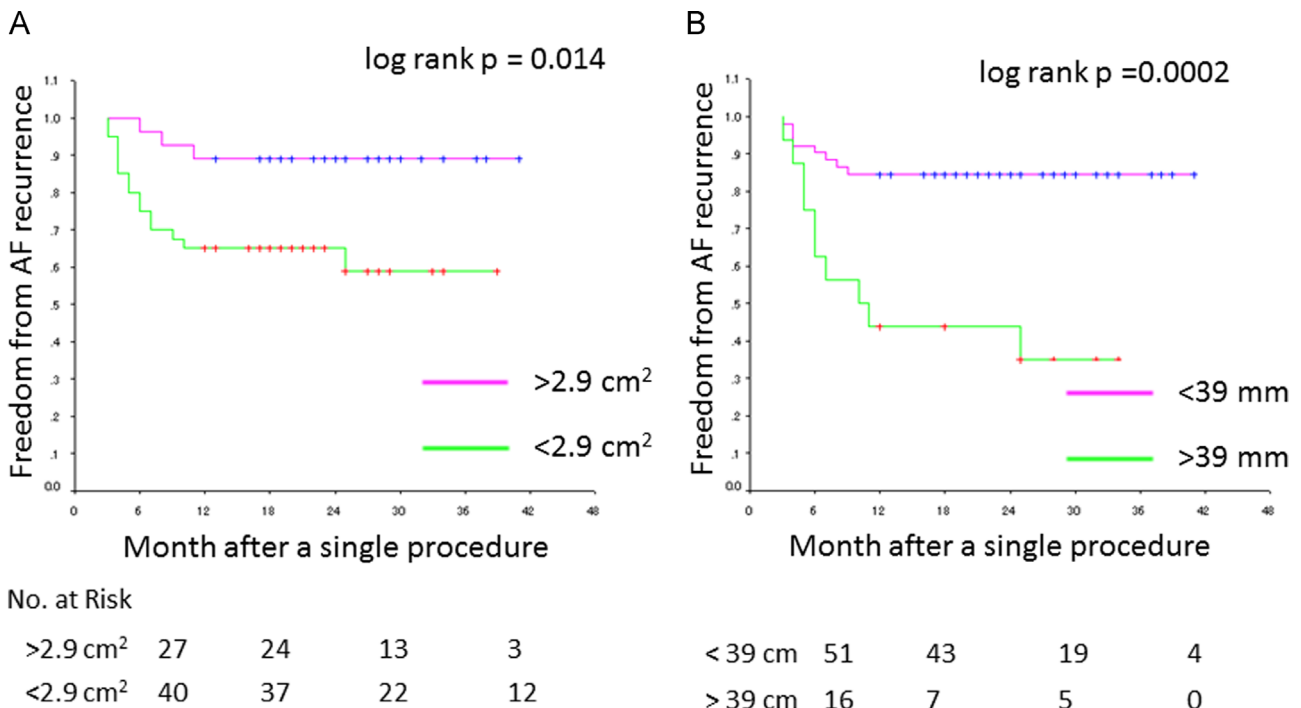 A
log rank p = 0.014
Freedom from AF recurrence
1.1
1.0
.9
.8
.7
.6
.5
.4
.3
.2
.1
0.0
0 6 12 18 24 30 36 42 48
>2.9 cm²
<2.9 cm²
Month after a single procedure
B
log rank p =0.0002
Freedom from AF recurrence
1.1
1.0
.9
.8
.7
.6
.5
.4
.3
.2
.1
0.0
0 6 12 18 24 30 36 42 48
<39 mm
>39 mm
Month after a single procedure
No. at Risk
>2.9 cm² 27 24 13 3
<2.9 cm² 40 37 22 12
< 39 cm 51 43 19 4
> 39 cm 16 7 5 0